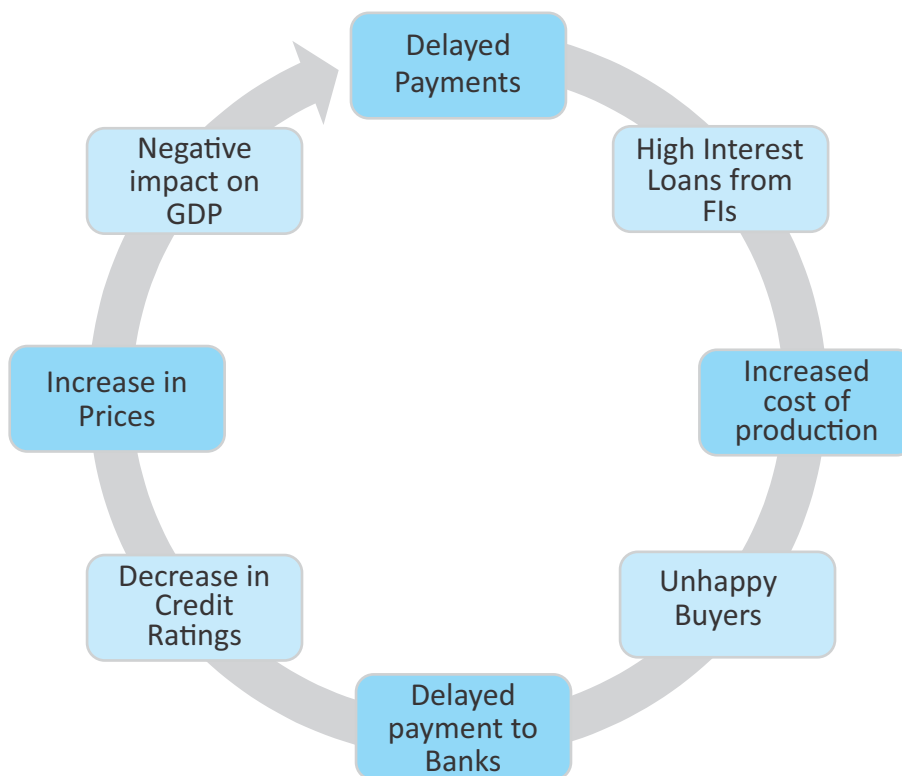 Delayed
Payments
High Interest
Loans from
FIs
Increased
cost of
production
Unhappy
Buyers
Delayed
payment to
Banks
Decrease in
Credit
Ratings
Increase in
Prices
Negative
impact on
GDP